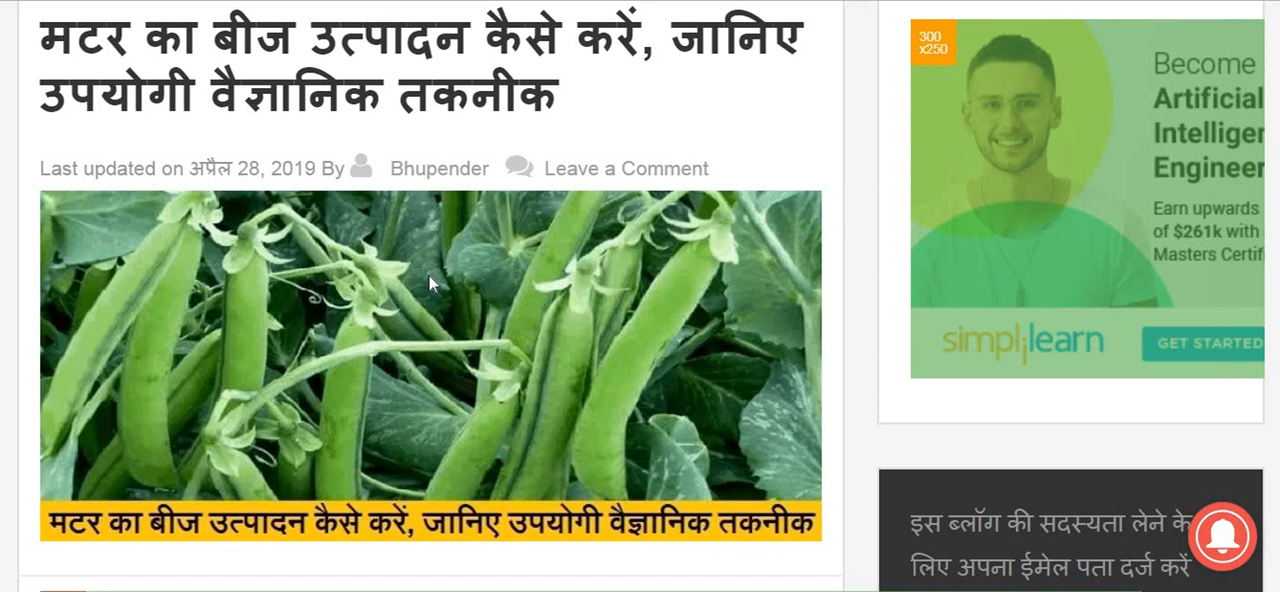 मटर का बीज उत्पादन कैसे करें, जानिए
उपयोगी वैज्ञानिक तकनीक
Last updated on अप्रैल 28, 2019 By Bhupender Leave a Comment
मटर का बीज उत्पादन कैसे करें, जानिए उपयोगी वैज्ञानिक तकनीक
300
x250
Become
Artificial
Intelliger
Engineer
Earn upwards
of $261k with
Masters Certifi
simplilearn
GET STARTED
इस ब्लॉग की सदस्यता लेने के
लिए अपना ईमेल पता दर्ज करें